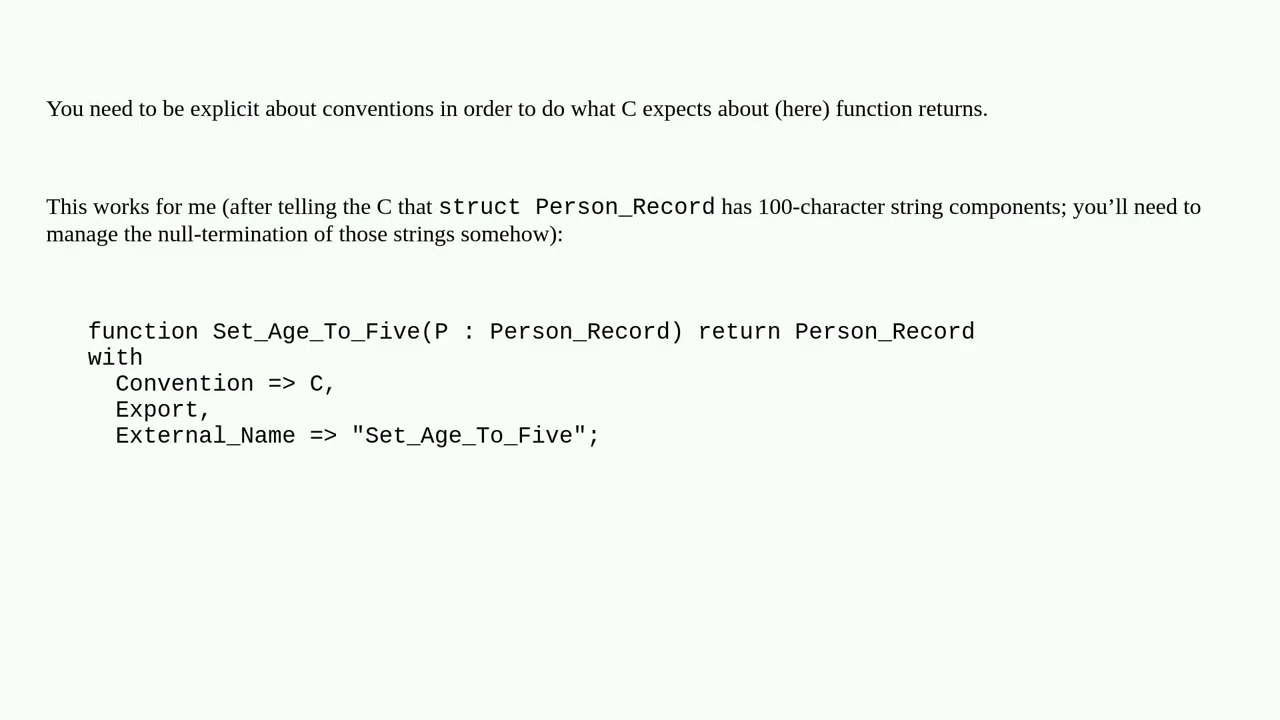 You need to be explicit about conventions in order to do what C expects about (here) function returns.
This works for me (after telling the C that struct Person_Record has 100-character string components; you’ll need to
manage the null-termination of those strings somehow):
function Set_Age_To_Five(P : Person_Record) return Person_Record
with
  Convention => C,
  Export,
  External_Name => "Set_Age_To_Five";